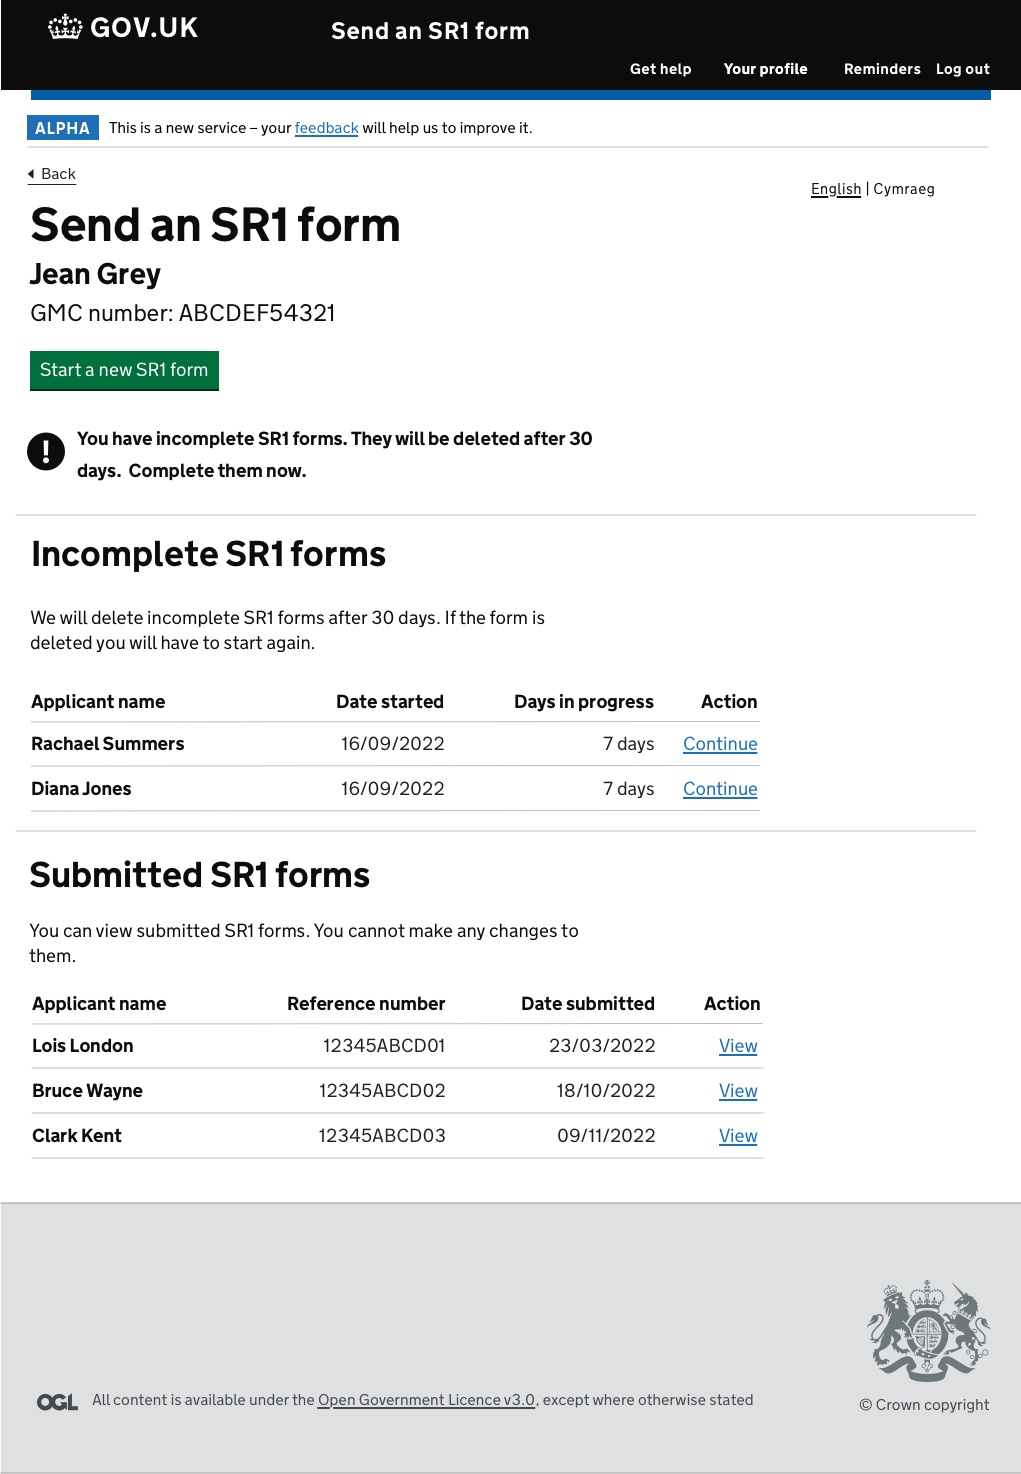 GOV.UK
Send an SR1 form
Get help Your profile Reminders Log out
ALPHA This is a new service – your feedback will help us to improve it.
Back
English | Cymraeg
Send an SR1 form
Jean Grey
GMC number: ABCDEF54321
Start a new SR1 form
! You have incomplete SR1 forms. They will be deleted after 30
days. Complete them now.
Incomplete SR1 forms
We will delete incomplete SR1 forms after 30 days. If the form is
deleted you will have to start again.
Applicant name Date started Days in progress Action
Rachael Summers 16/09/2022 7 days Continue
Diana Jones 16/09/2022 7 days Continue
Submitted SR1 forms
You can view submitted SR1 forms. You cannot make any changes to
them.
Applicant name Reference number Date submitted Action
Lois London 12345ABCD01 23/03/2022 View
Bruce Wayne 12345ABCD02 18/10/2022 View
Clark Kent 12345ABCD03 09/11/2022 View
OGL All content is available under the Open Government Licence v3.0, except where otherwise stated
© Crown copyright